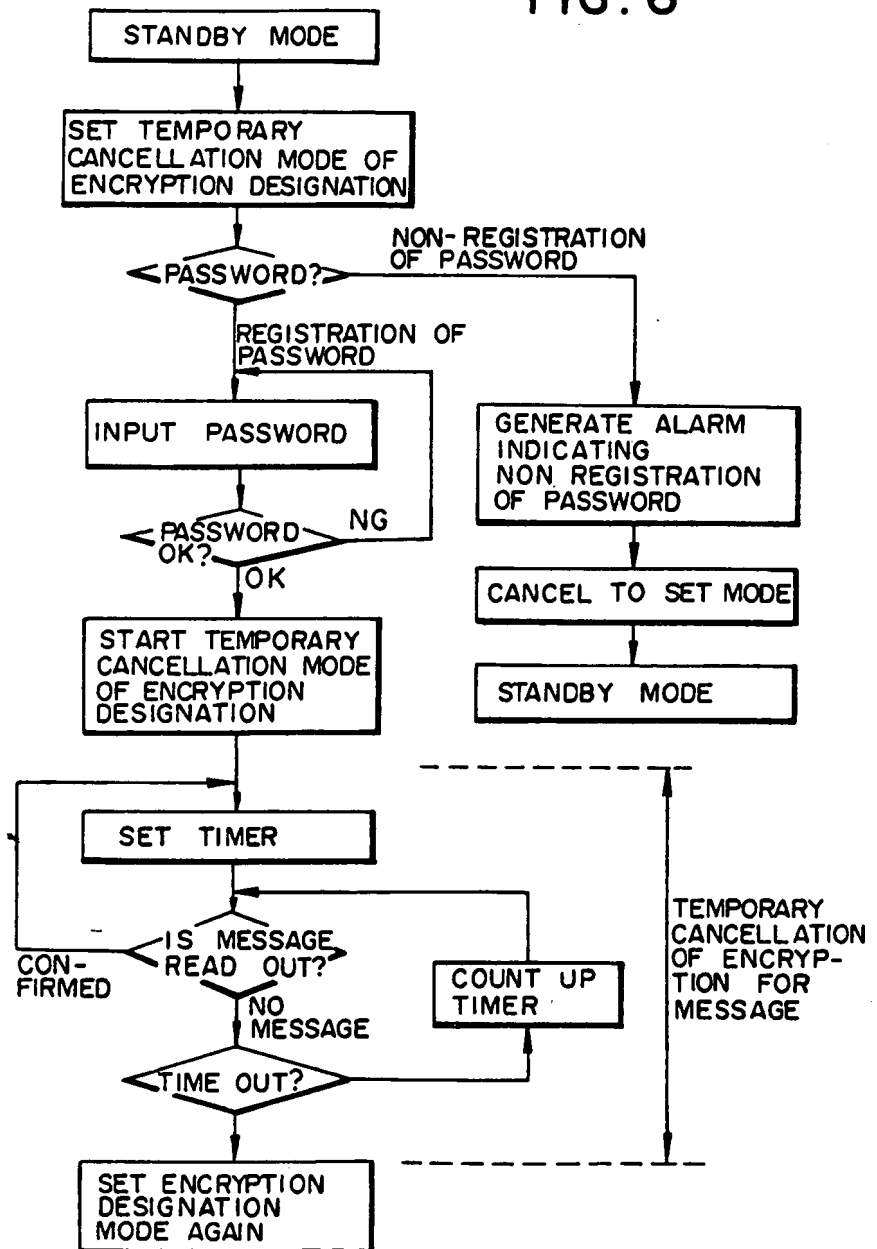 STANDBY MODE
SET TEMPORARY
CANCELLATION MODE OF
ENCRYPTION DESIGNATION
PASSWORD?
NON-REGISTRATION
OF PASSWORD
REGISTRATION OF
PASSWORD
INPUT PASSWORD
PASSWORD
OK?
NG
OK
GENERATE ALARM
INDICATING
NON REGISTRATION
OF PASSWORD
CANCEL TO SET MODE
STANDBY MODE
START TEMPORARY
CANCELLATION MODE
OF ENCRYPTION
DESIGNATION
SET TIMER
IS MESSAGE
READ OUT?
CON-
FIRMED
NO
MESSAGE
COUNT UP
TIMER
TIME OUT?
TEMPORARY
CANCELLATION
OF ENCRYP-
TION FOR
MESSAGE
SET ENCRYPTION
DESIGNATION
MODE AGAIN